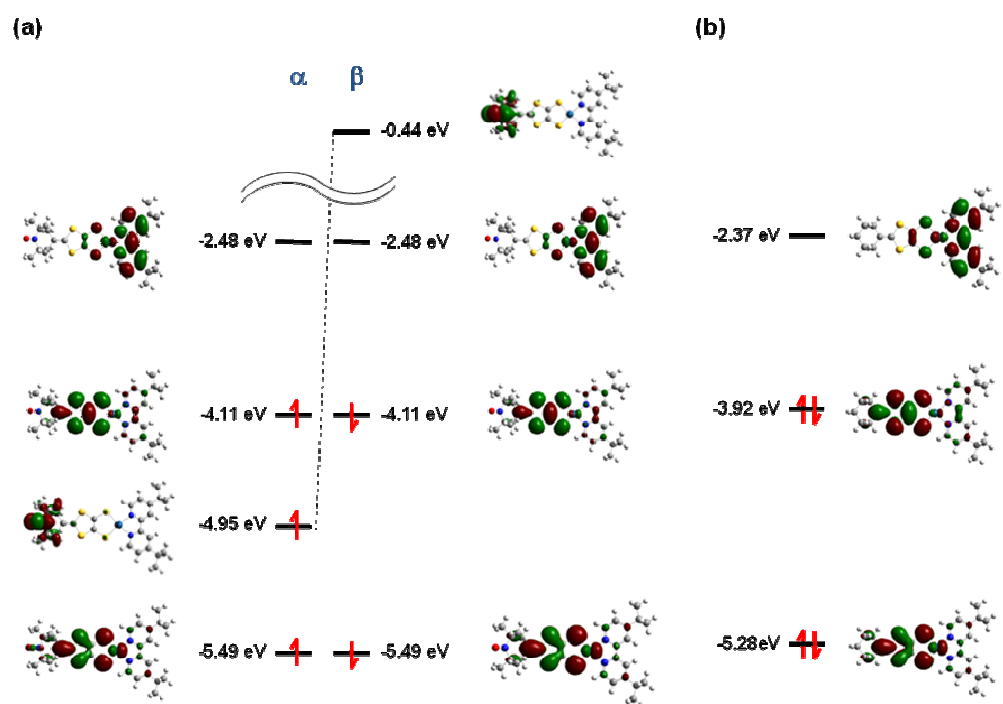 (a)
(b)
α β
-0.44 eV
-2.48 eV
-2.48 eV
-2.37 eV
-4.11 eV
-4.11 eV
-3.92 eV
-4.95 eV
-5.49 eV
-5.49 eV
-5.28eV